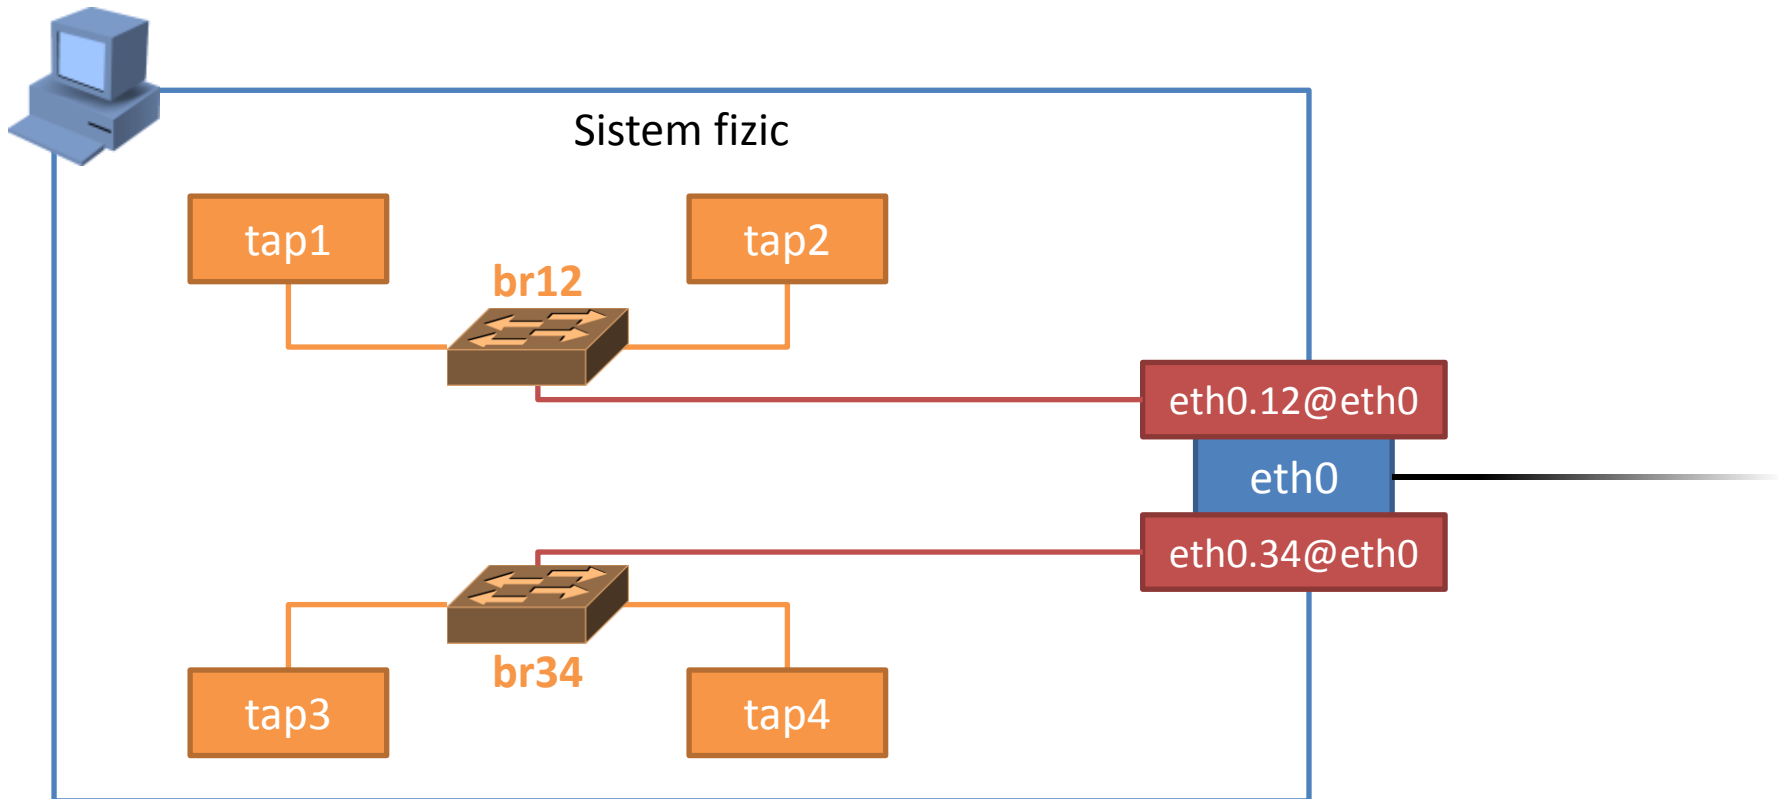 Sistem fizic
tap1
tap2
br12
eth0.12@eth0
eth0
eth0.34@eth0
br34
tap3
tap4